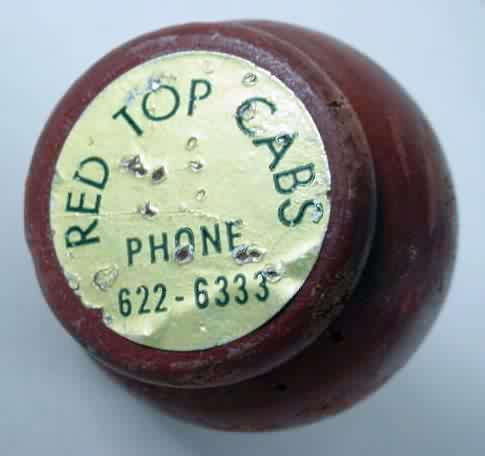 RED TOP CABS
PHONE
622-6333